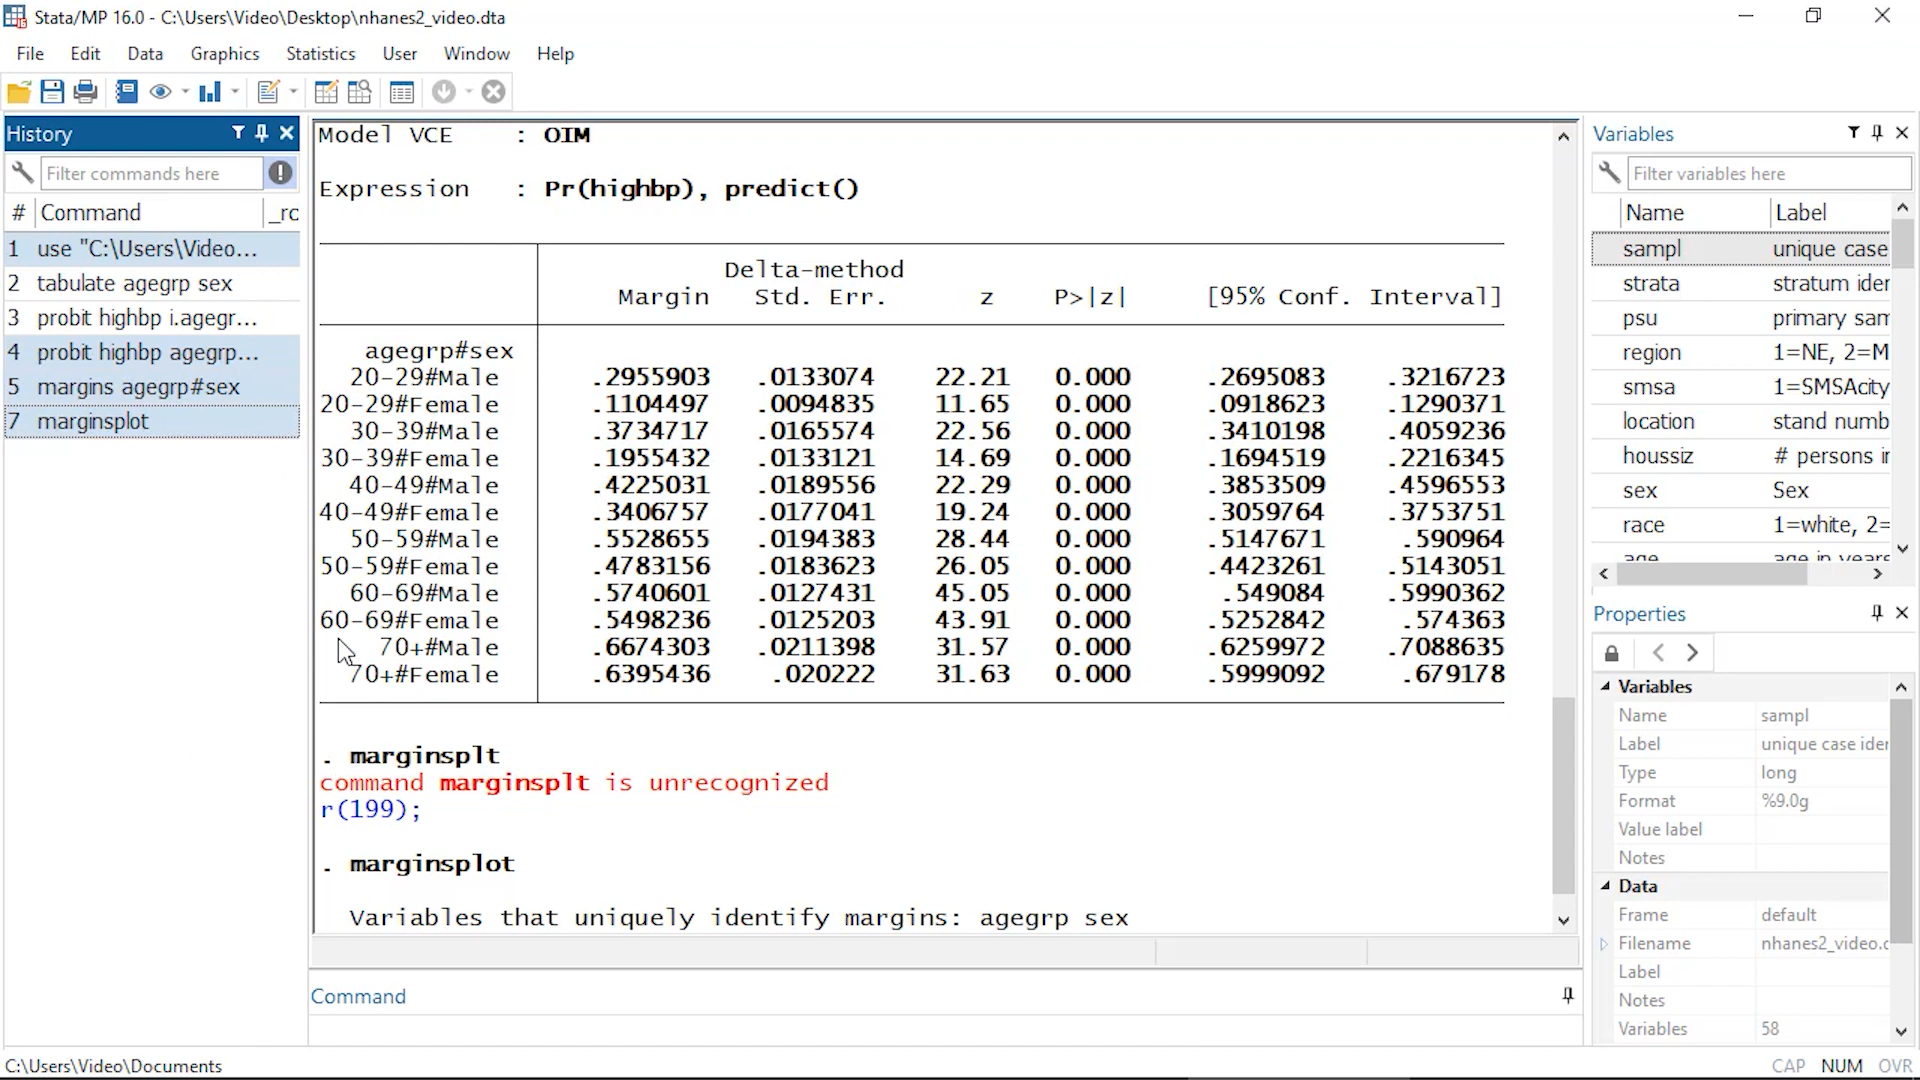 Stata/MP 16.0 - C:\Users\Video\Desktop\nhanes2_video.dta
File Edit Data Graphics Statistics User Window Help
History
Filter commands here
# Command _rc
1 use "C:\Users\Video...
2 tabulate agegrp sex
3 probit highbp i.agegr...
4 probit highbp agegrp...
5 margins agegrp#sex
7 marginsplot
Model VCE : OIM
Expression : Pr(highbp), predict()
Delta-method
Margin Std. Err. z P>|z| [95% Conf. Interval]
agegrp#sex
20-29#Male .2955903 .0133074 22.21 0.000 .2695083 .3216723
20-29#Female .1104497 .0094835 11.65 0.000 .0918623 .1290371
30-39#Male .3734717 .0165574 22.56 0.000 .3410198 .4059236
30-39#Female .1955432 .0133121 14.69 0.000 .1694519 .2216345
40-49#Male .4225031 .0189556 22.29 0.000 .3853509 .4596553
40-49#Female .3406757 .0177041 19.24 0.000 .3059764 .3753751
50-59#Male .5528655 .0194383 28.44 0.000 .5147671 .590964
50-59#Female .4783156 .0183623 26.05 0.000 .4423261 .5143051
60-69#Male .5740601 .0127431 45.05 0.000 .549084 .5990362
60-69#Female .5498236 .0125203 43.91 0.000 .5252842 .574363
70+#Male .6674303 .0211398 31.57 0.000 .6259972 .7088635
70+#Female .6395436 .020222 31.63 0.000 .5999092 .679178
. marginsplt
command marginsplt is unrecognized
r(199);
. marginsplot
Variables that uniquely identify margins: agegrp sex
Command
Variables
Filter variables here
Name Label
sampl unique case
strata stratum iden
psu primary sam
region 1=NE, 2=M
smsa 1=SMSAcity
location stand numb
houssiz # persons in
sex Sex
race 1=white, 2=
age age in years
Properties
Variables
Name sampl
Label unique case iden
Type long
Format %9.0g
Value label
Notes
Data
Frame default
Filename nhanes2_video.d
Label
Notes
Variables 58
C:\Users\Video\Documents
CAP NUM OVR